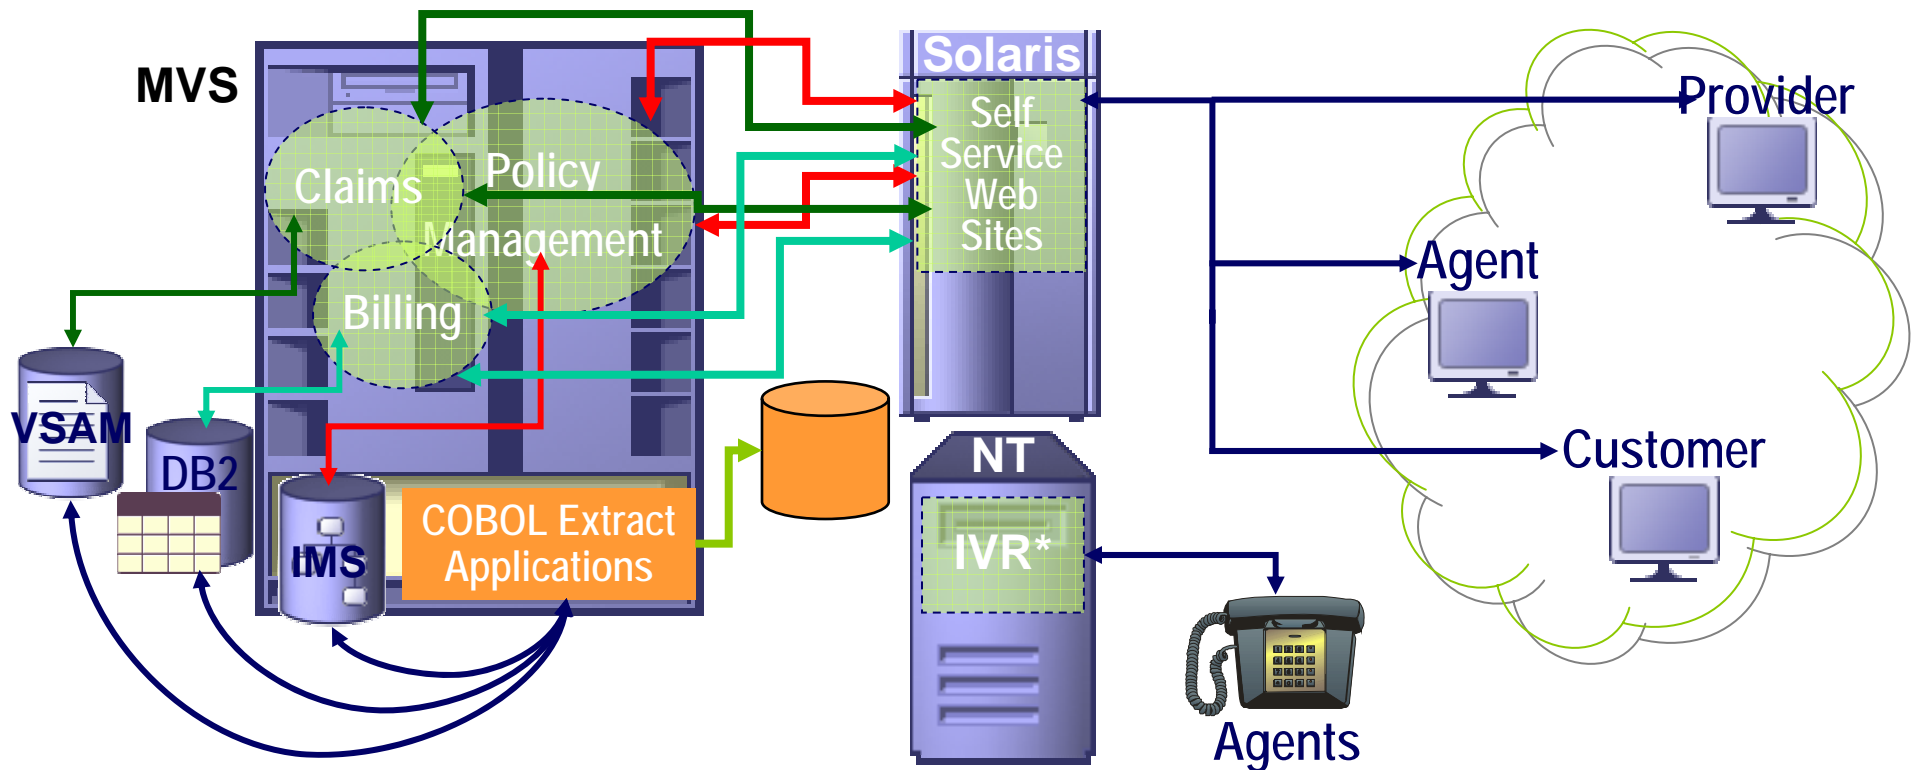 MVS
Solaris
Self
Service
Web
Sites
Provider
Claims
Policy
Management
Agent
Billing
VSAM
DB2
NT
Customer
COBOL Extract
Applications
IMS
IVR*
Agents